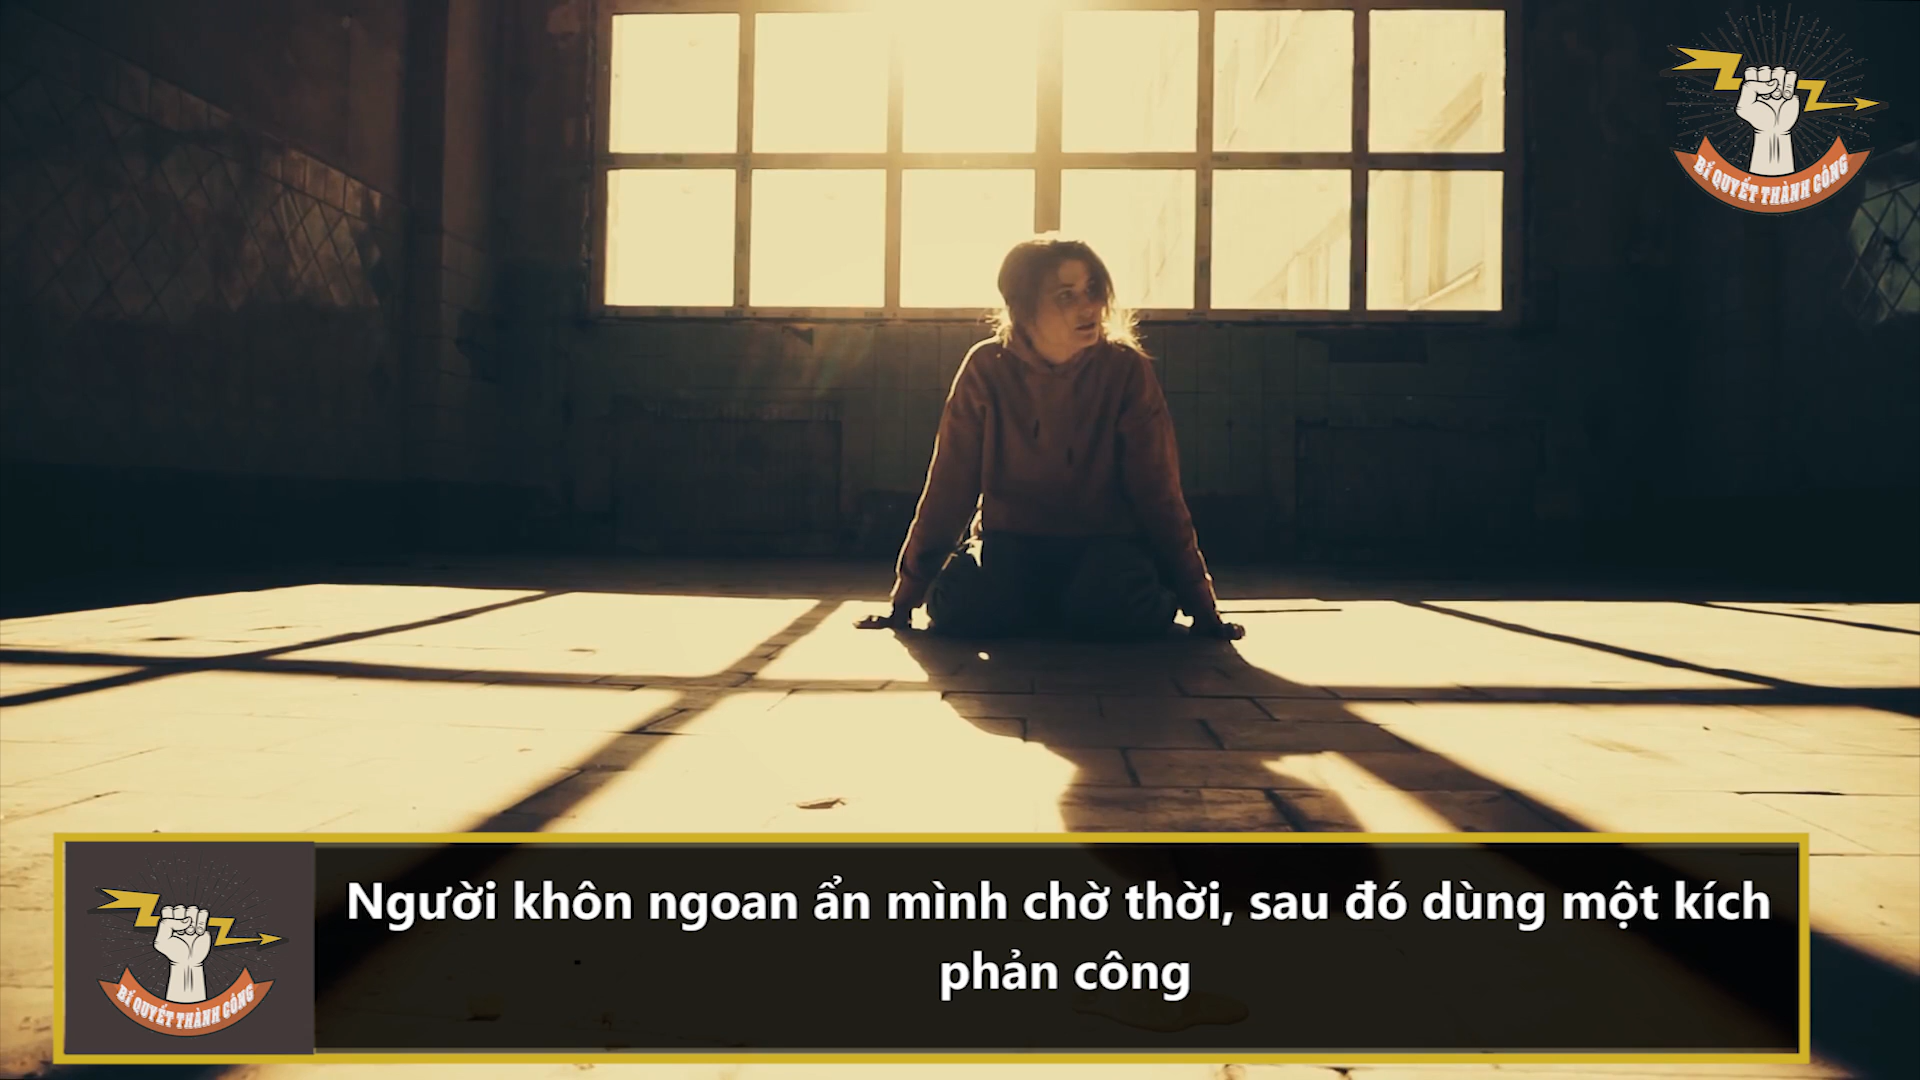 BÍ QUYẾT THÀNH CÔNG
Người khôn ngoan ẩn mình chờ thời, sau đó dùng một kích
phản công
BÍ QUYẾT THÀNH CÔNG